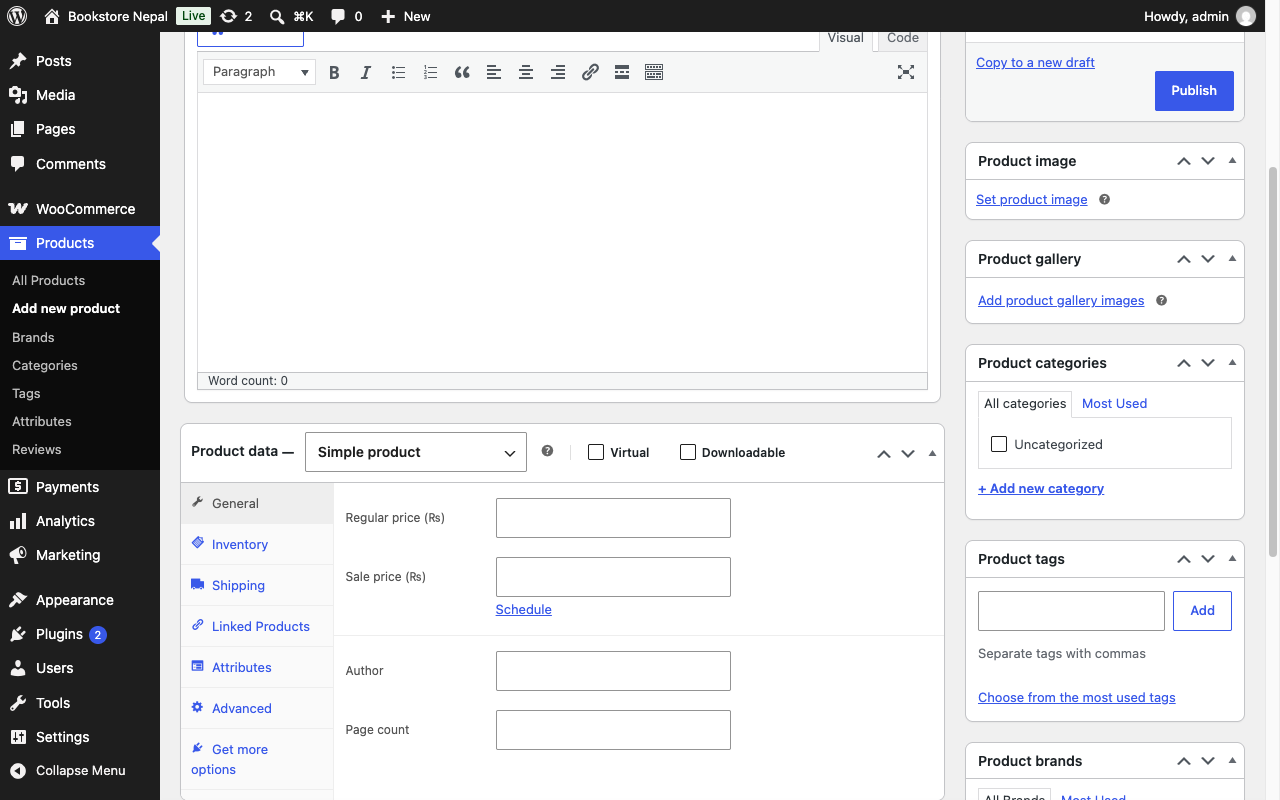 Bookstore Nepal
Live
2
⌘K
0
New
Howdy, admin
Posts
Media
Pages
Comments
WooCommerce
Products
All Products
Add new product
Brands
Categories
Tags
Attributes
Reviews
Payments
Analytics
Marketing
Appearance
Plugins 2
Users
Tools
Settings
Collapse Menu
Visual
Code
Paragraph
Word count: 0
Product data —
Simple product
Virtual
Downloadable
General
Inventory
Shipping
Linked Products
Attributes
Advanced
Get more
options
Regular price (₨)
Sale price (₨)
Schedule
Author
Page count
Copy to a new draft
Publish
Product image
Set product image
Product gallery
Add product gallery images
Product categories
All categories
Most Used
Uncategorized
+ Add new category
Product tags
Add
Separate tags with commas
Choose from the most used tags
Product brands
All Brands
Most Used